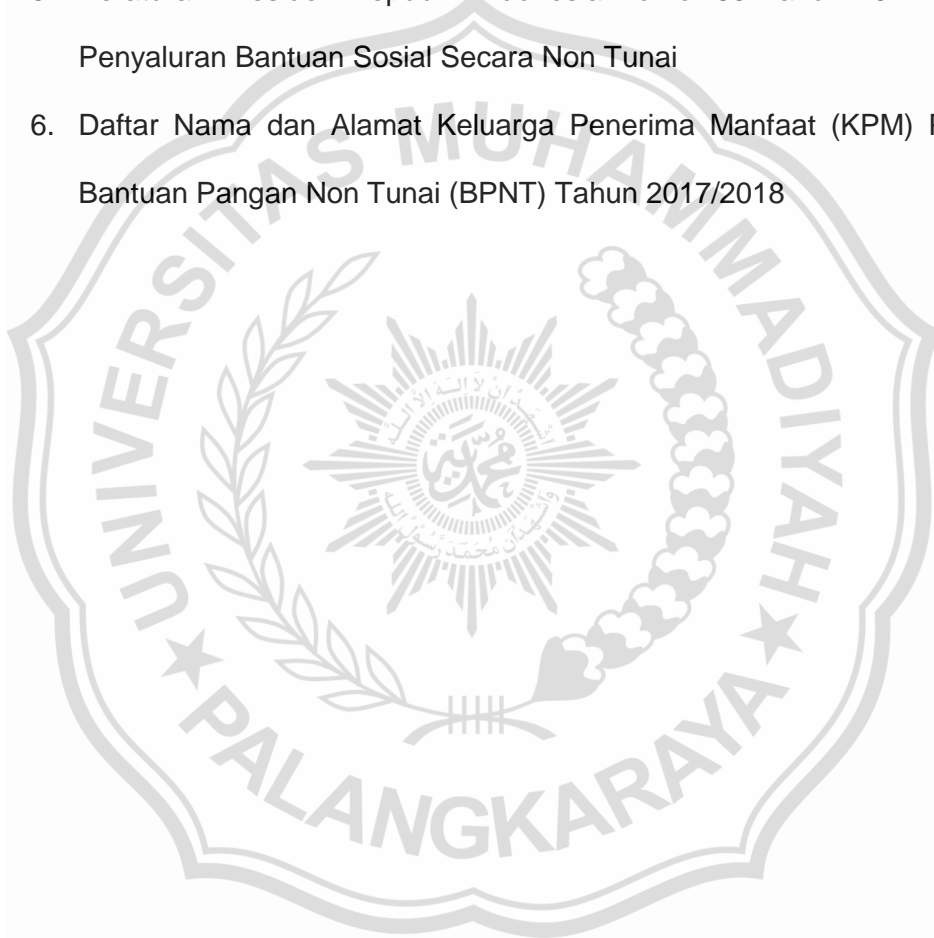 Penyaluran Bantuan Sosial Secara Non Tunai
6. Daftar Nama dan Alamat Keluarga Penerima Manfaat (KPM)
Bantuan Pangan Non Tunai (BPNT) Tahun 2017/2018
UNIVERSITAS MUHAMMADIYAH
PALANGKARAYA